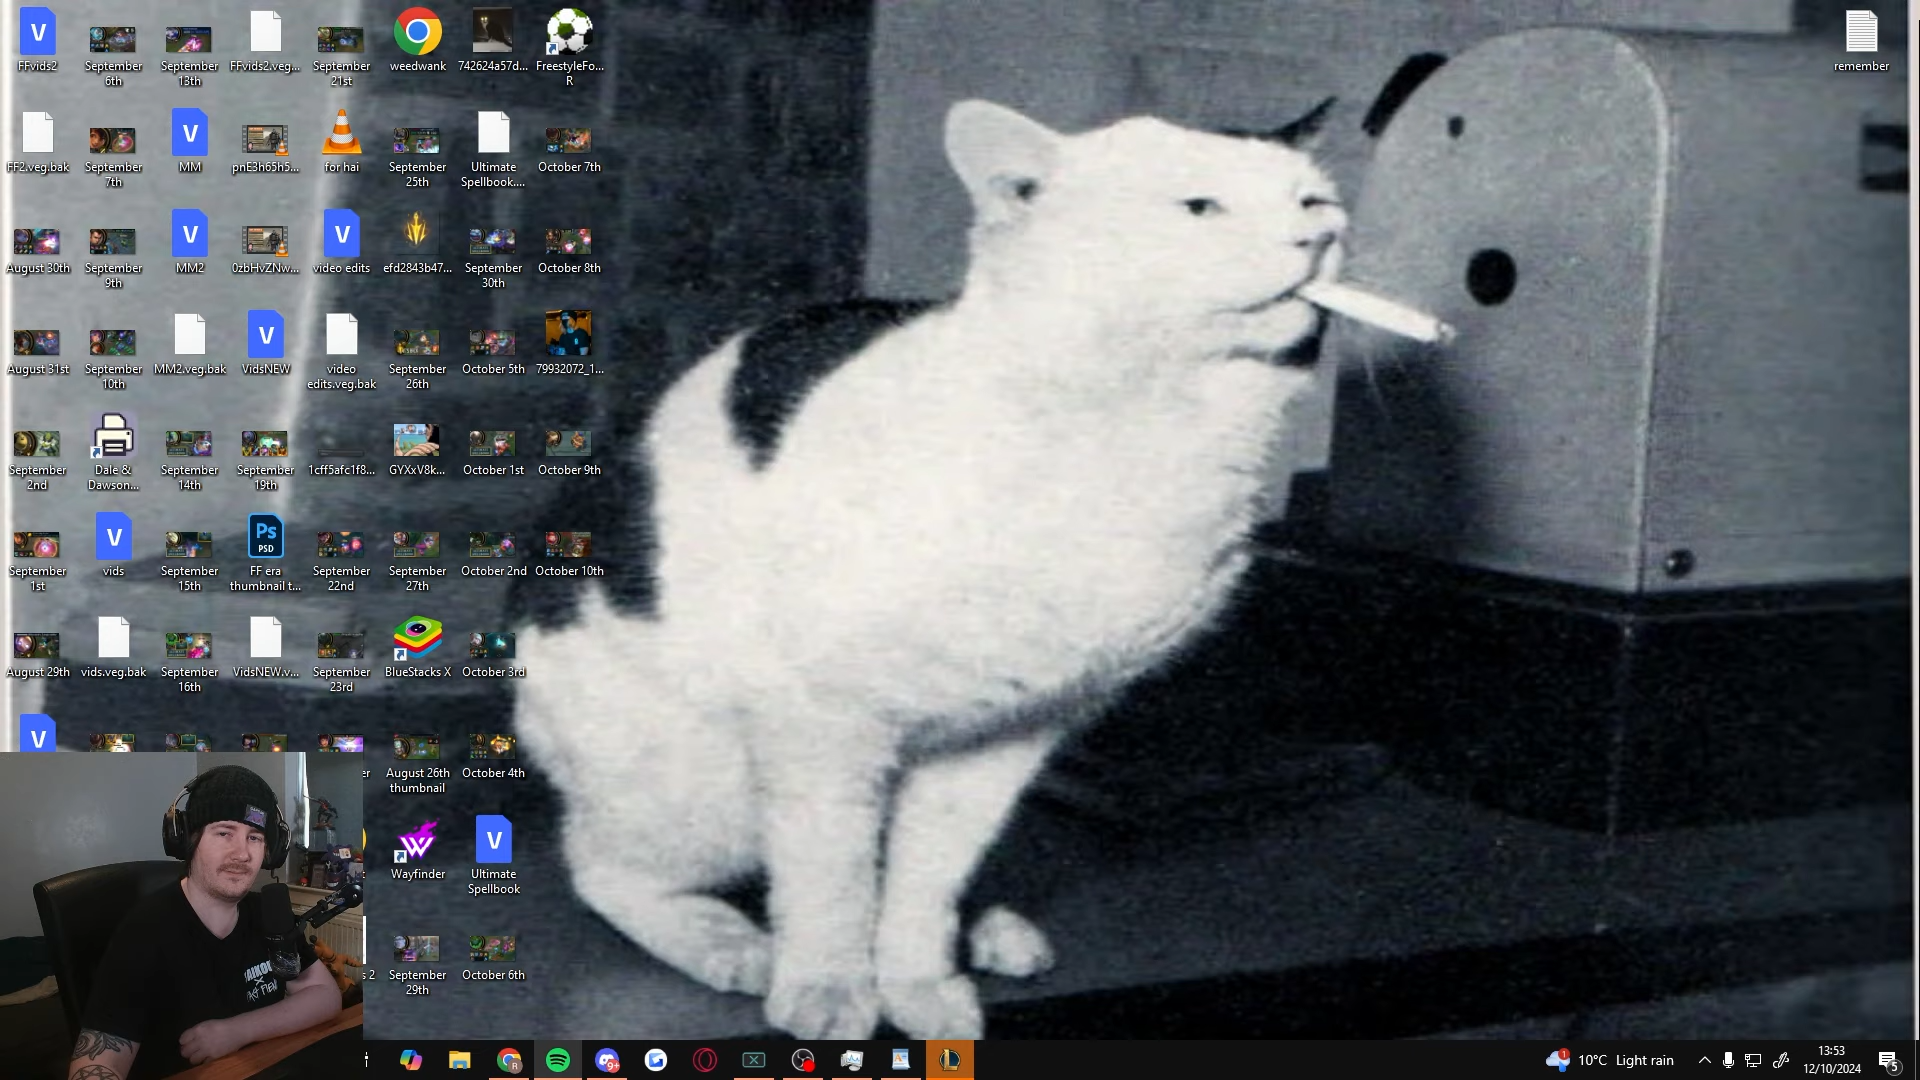 FFvids2
September
6th
September
13th
FFvids2.veg...
September
21st
weedwank
742624a57d...
FreestyleFo...
R
remember
FF2.veg.bak
September
7th
MM
pnE3h65h5...
for hai
September
25th
Ultimate
Spellbook....
October 7th
August 30th
September
9th
MM2
0zbHvZNw...
video edits
efd2843b47...
September
30th
October 8th
August 31st
September
10th
MM2.veg.bak
VidsNEW
video
edits.veg.bak
September
26th
October 5th
79932072_1...
September
2nd
Dale &
Dawson...
September
14th
September
19th
1cff5afc1f8...
GYXxV8k...
October 1st
October 9th
September
1st
vids
September
15th
Ps
PSD
FF era
thumbnail t...
September
22nd
September
27th
October 2nd
October 10th
August 29th
vids.veg.bak
September
16th
VidsNEW.v...
September
23rd
BlueStacks X
October 3rd
er
August 26th
thumbnail
October 4th
Wayfinder
Ultimate
Spellbook
s 2
September
29th
October 6th
10°C Light rain
13:53
12/10/2024
5